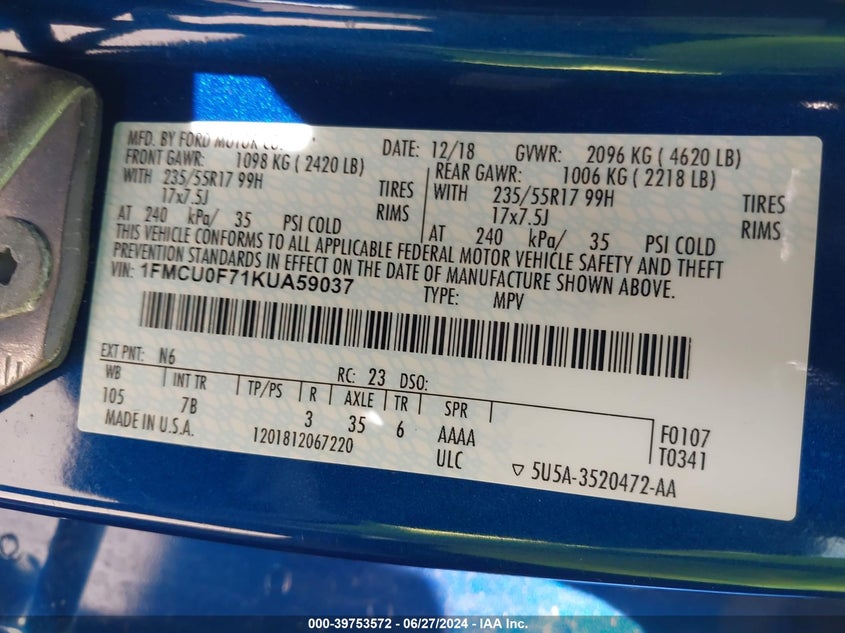 MFD. BY FORD MOTOR CO. DATE: 12/18 GVWR: 2096 KG ( 4620 LB)
FRONT GAWR: 1098 KG ( 2420 LB) REAR GAWR: 1006 KG ( 2218 LB)
WITH 235/55R17 99H TIRES WITH 235/55R17 99H TIRES
17x7.5J RIMS 17x7.5J RIMS
AT 240 kPa/ 35 PSI COLD AT 240 kPa/ 35 PSI COLD
THIS VEHICLE CONFORMS TO ALL APPLICABLE FEDERAL MOTOR VEHICLE SAFETY AND THEFT
PREVENTION STANDARDS IN EFFECT ON THE DATE OF MANUFACTURE SHOWN ABOVE.
VIN: 1FMCU0F71KUA59037 TYPE: MPV
EXT PNT: N6 RC: 23 DSO:
WB INT TR TP/PS R AXLE TR SPR
105 7B 3 35 6 AAAA F0107
MADE IN U.S.A. 1201812067220 ULC T0341
5U5A-3520472-AA
000-39753572 - 06/27/2024 - IAA Inc.